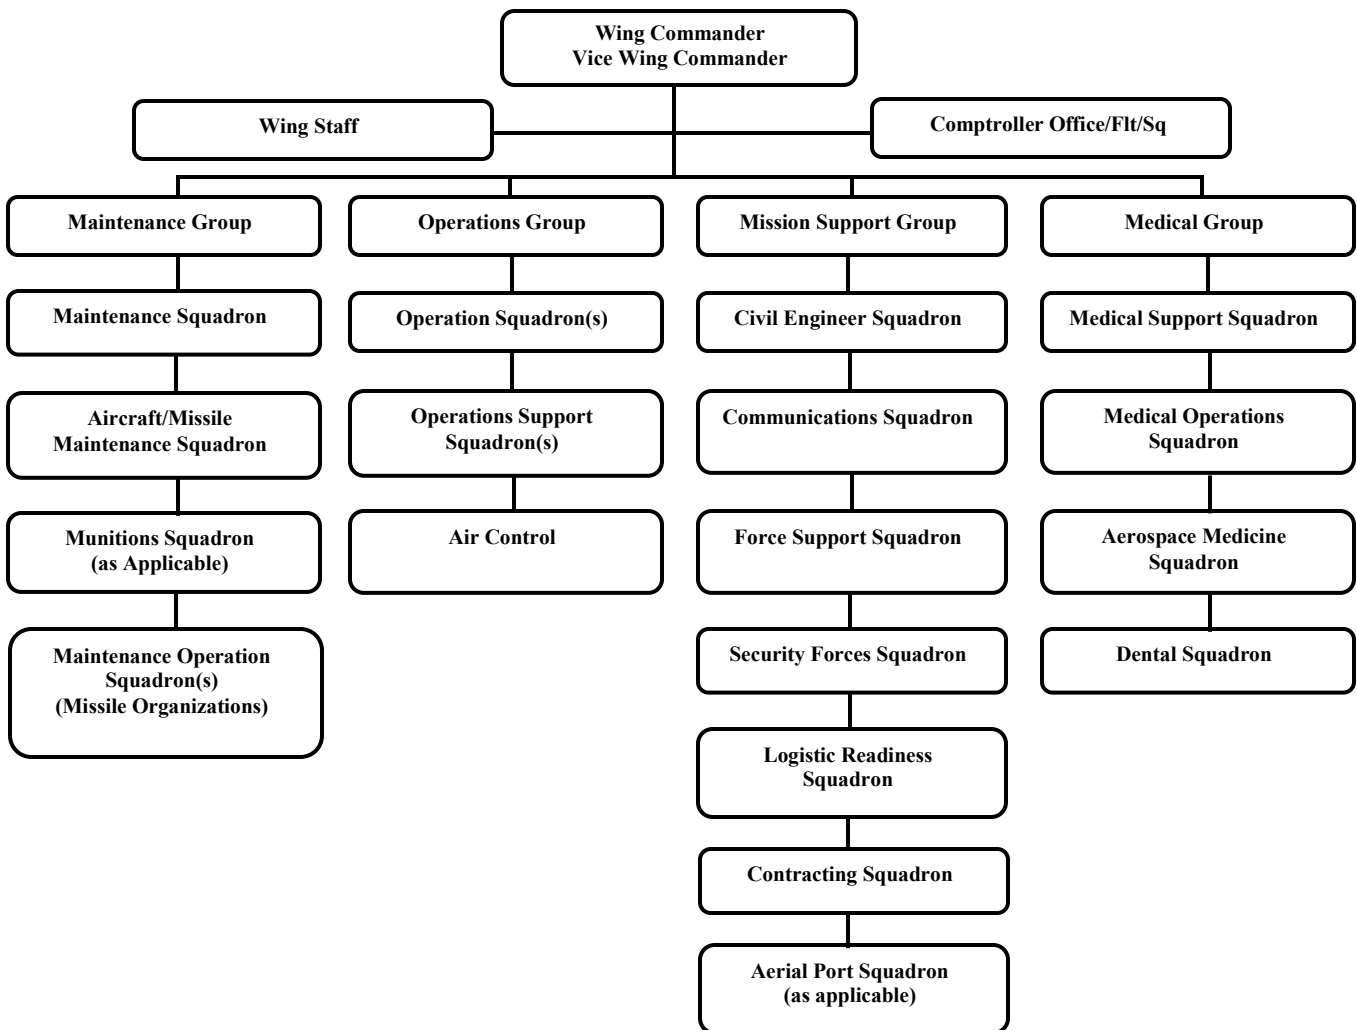 Wing Commander
Vice Wing Commander
Wing Staff
Comptroller Office/Flt/Sq
Maintenance Group
Operations Group
Mission Support Group
Medical Group
Maintenance Squadron
Operation Squadron(s)
Civil Engineer Squadron
Medical Support Squadron
Aircraft/Missile
Maintenance Squadron
Operations Support
Squadron(s)
Communications Squadron
Medical Operations
Squadron
Munitions Squadron
(as Applicable)
Air Control
Force Support Squadron
Aerospace Medicine
Squadron
Maintenance Operation
Squadron(s)
(Missile Organizations)
Security Forces Squadron
Dental Squadron
Logistic Readiness
Squadron
Contracting Squadron
Aerial Port Squadron
(as applicable)